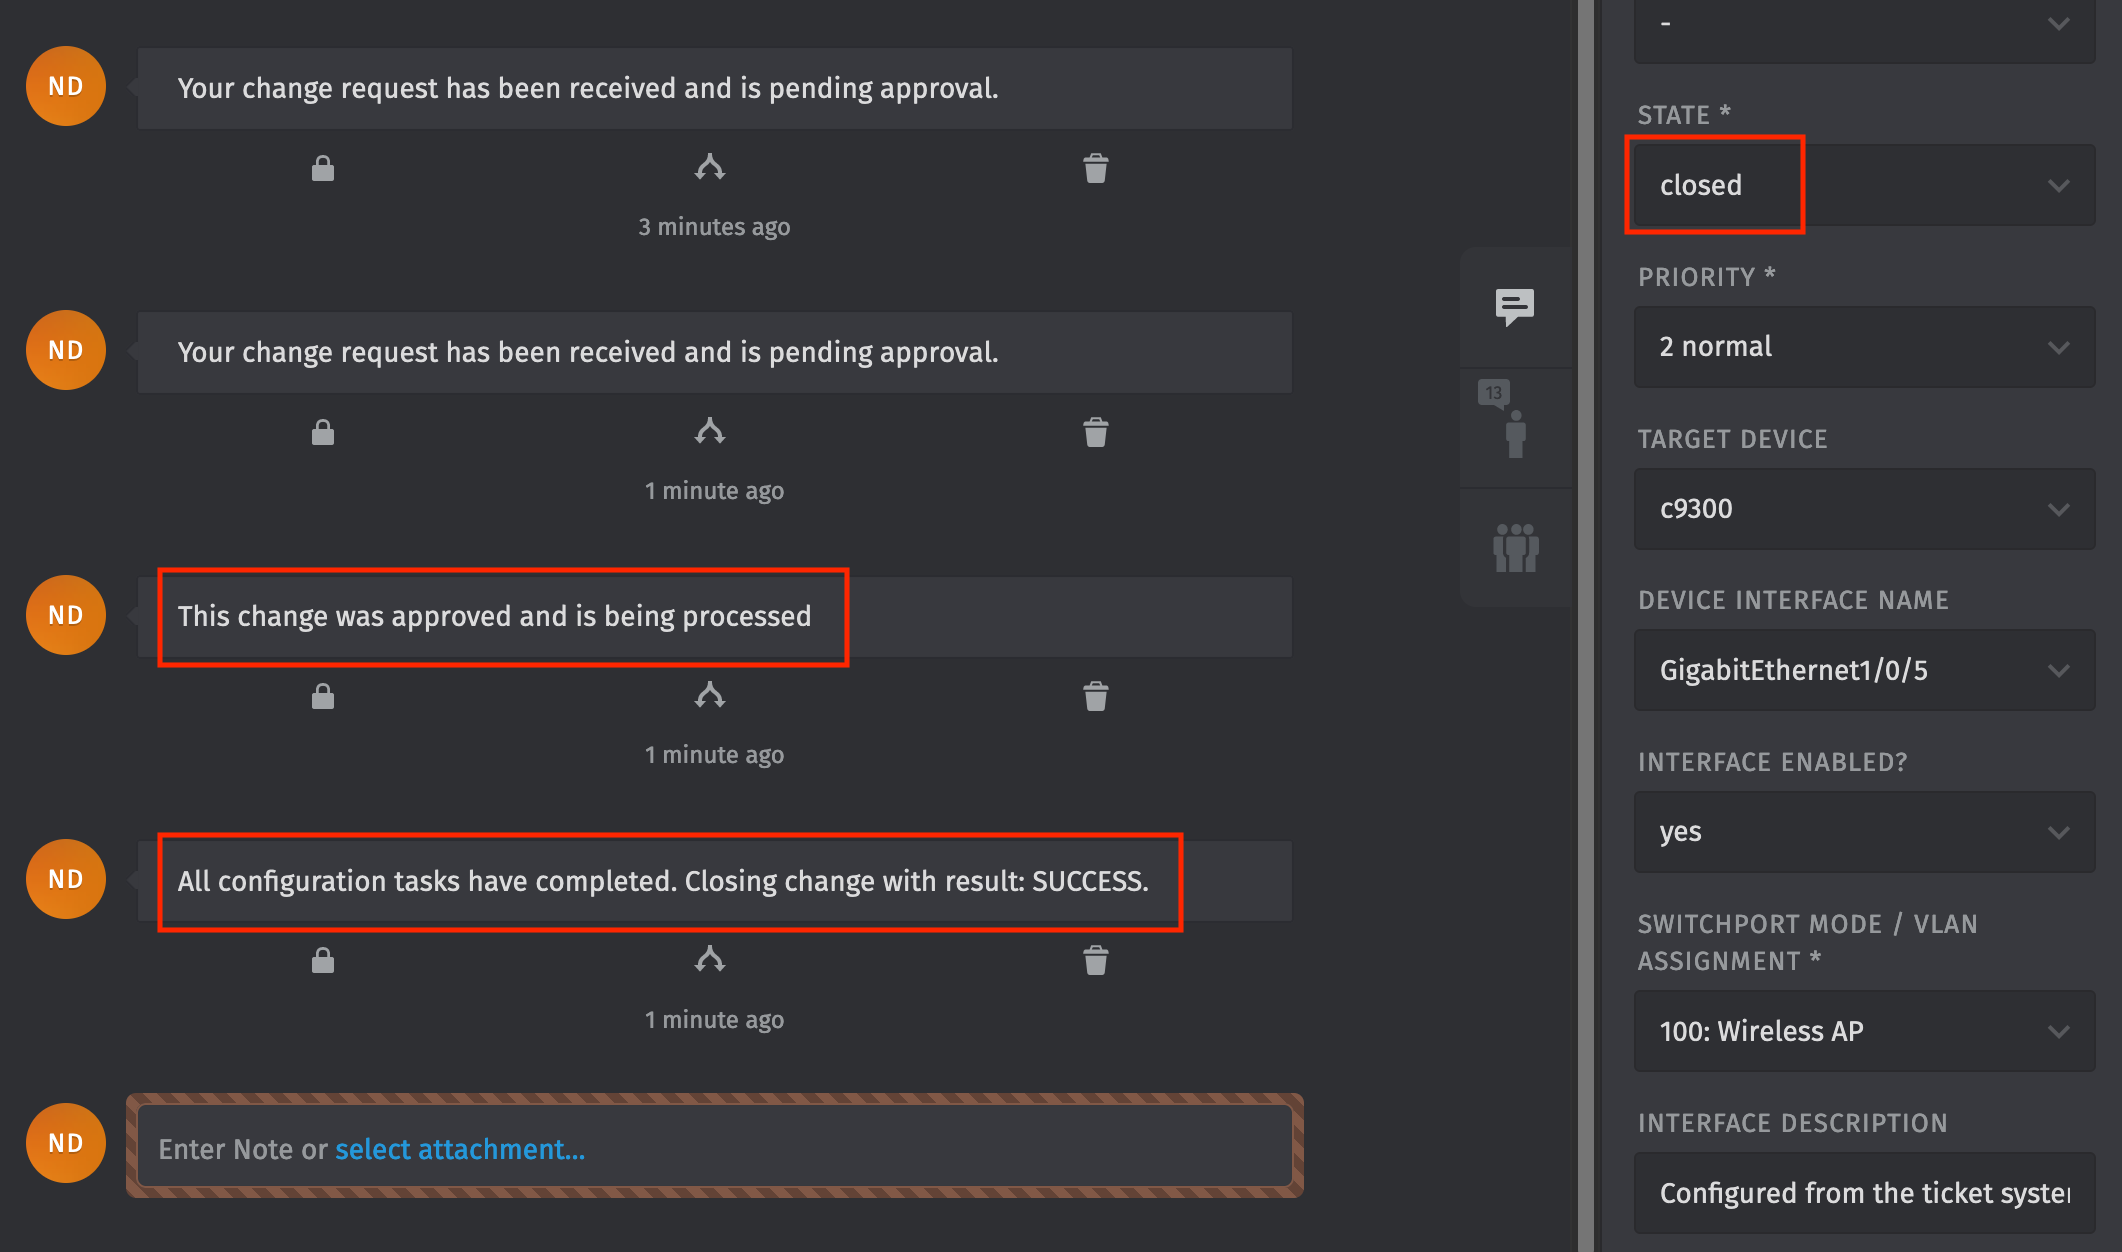 ND
Your change request has been received and is pending approval.
3 minutes ago
ND
Your change request has been received and is pending approval.
1 minute ago
ND
This change was approved and is being processed
1 minute ago
ND
All configuration tasks have completed. Closing change with result: SUCCESS.
1 minute ago
ND
Enter Note or select attachment...
13
-
STATE *
closed
PRIORITY *
2 normal
TARGET DEVICE
c9300
DEVICE INTERFACE NAME
GigabitEthernet1/0/5
INTERFACE ENABLED?
yes
SWITCHPORT MODE / VLAN
ASSIGNMENT *
100: Wireless AP
INTERFACE DESCRIPTION
Configured from the ticket syster